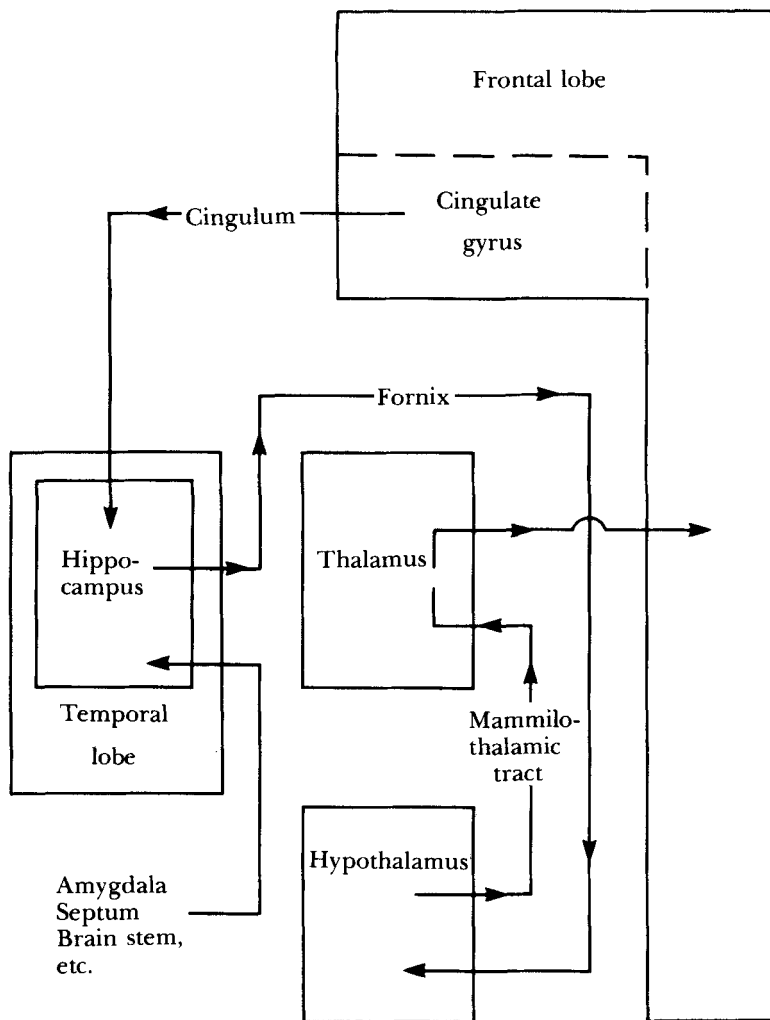 Frontal lobe
Cingulate
gyrus
Cingulum
Fornix
Hippo-
campus
Thalamus
Temporal
lobe
Mammilo-
thalamic
tract
Hypothalamus
Amygdala
Septum
Brain stem,
etc.